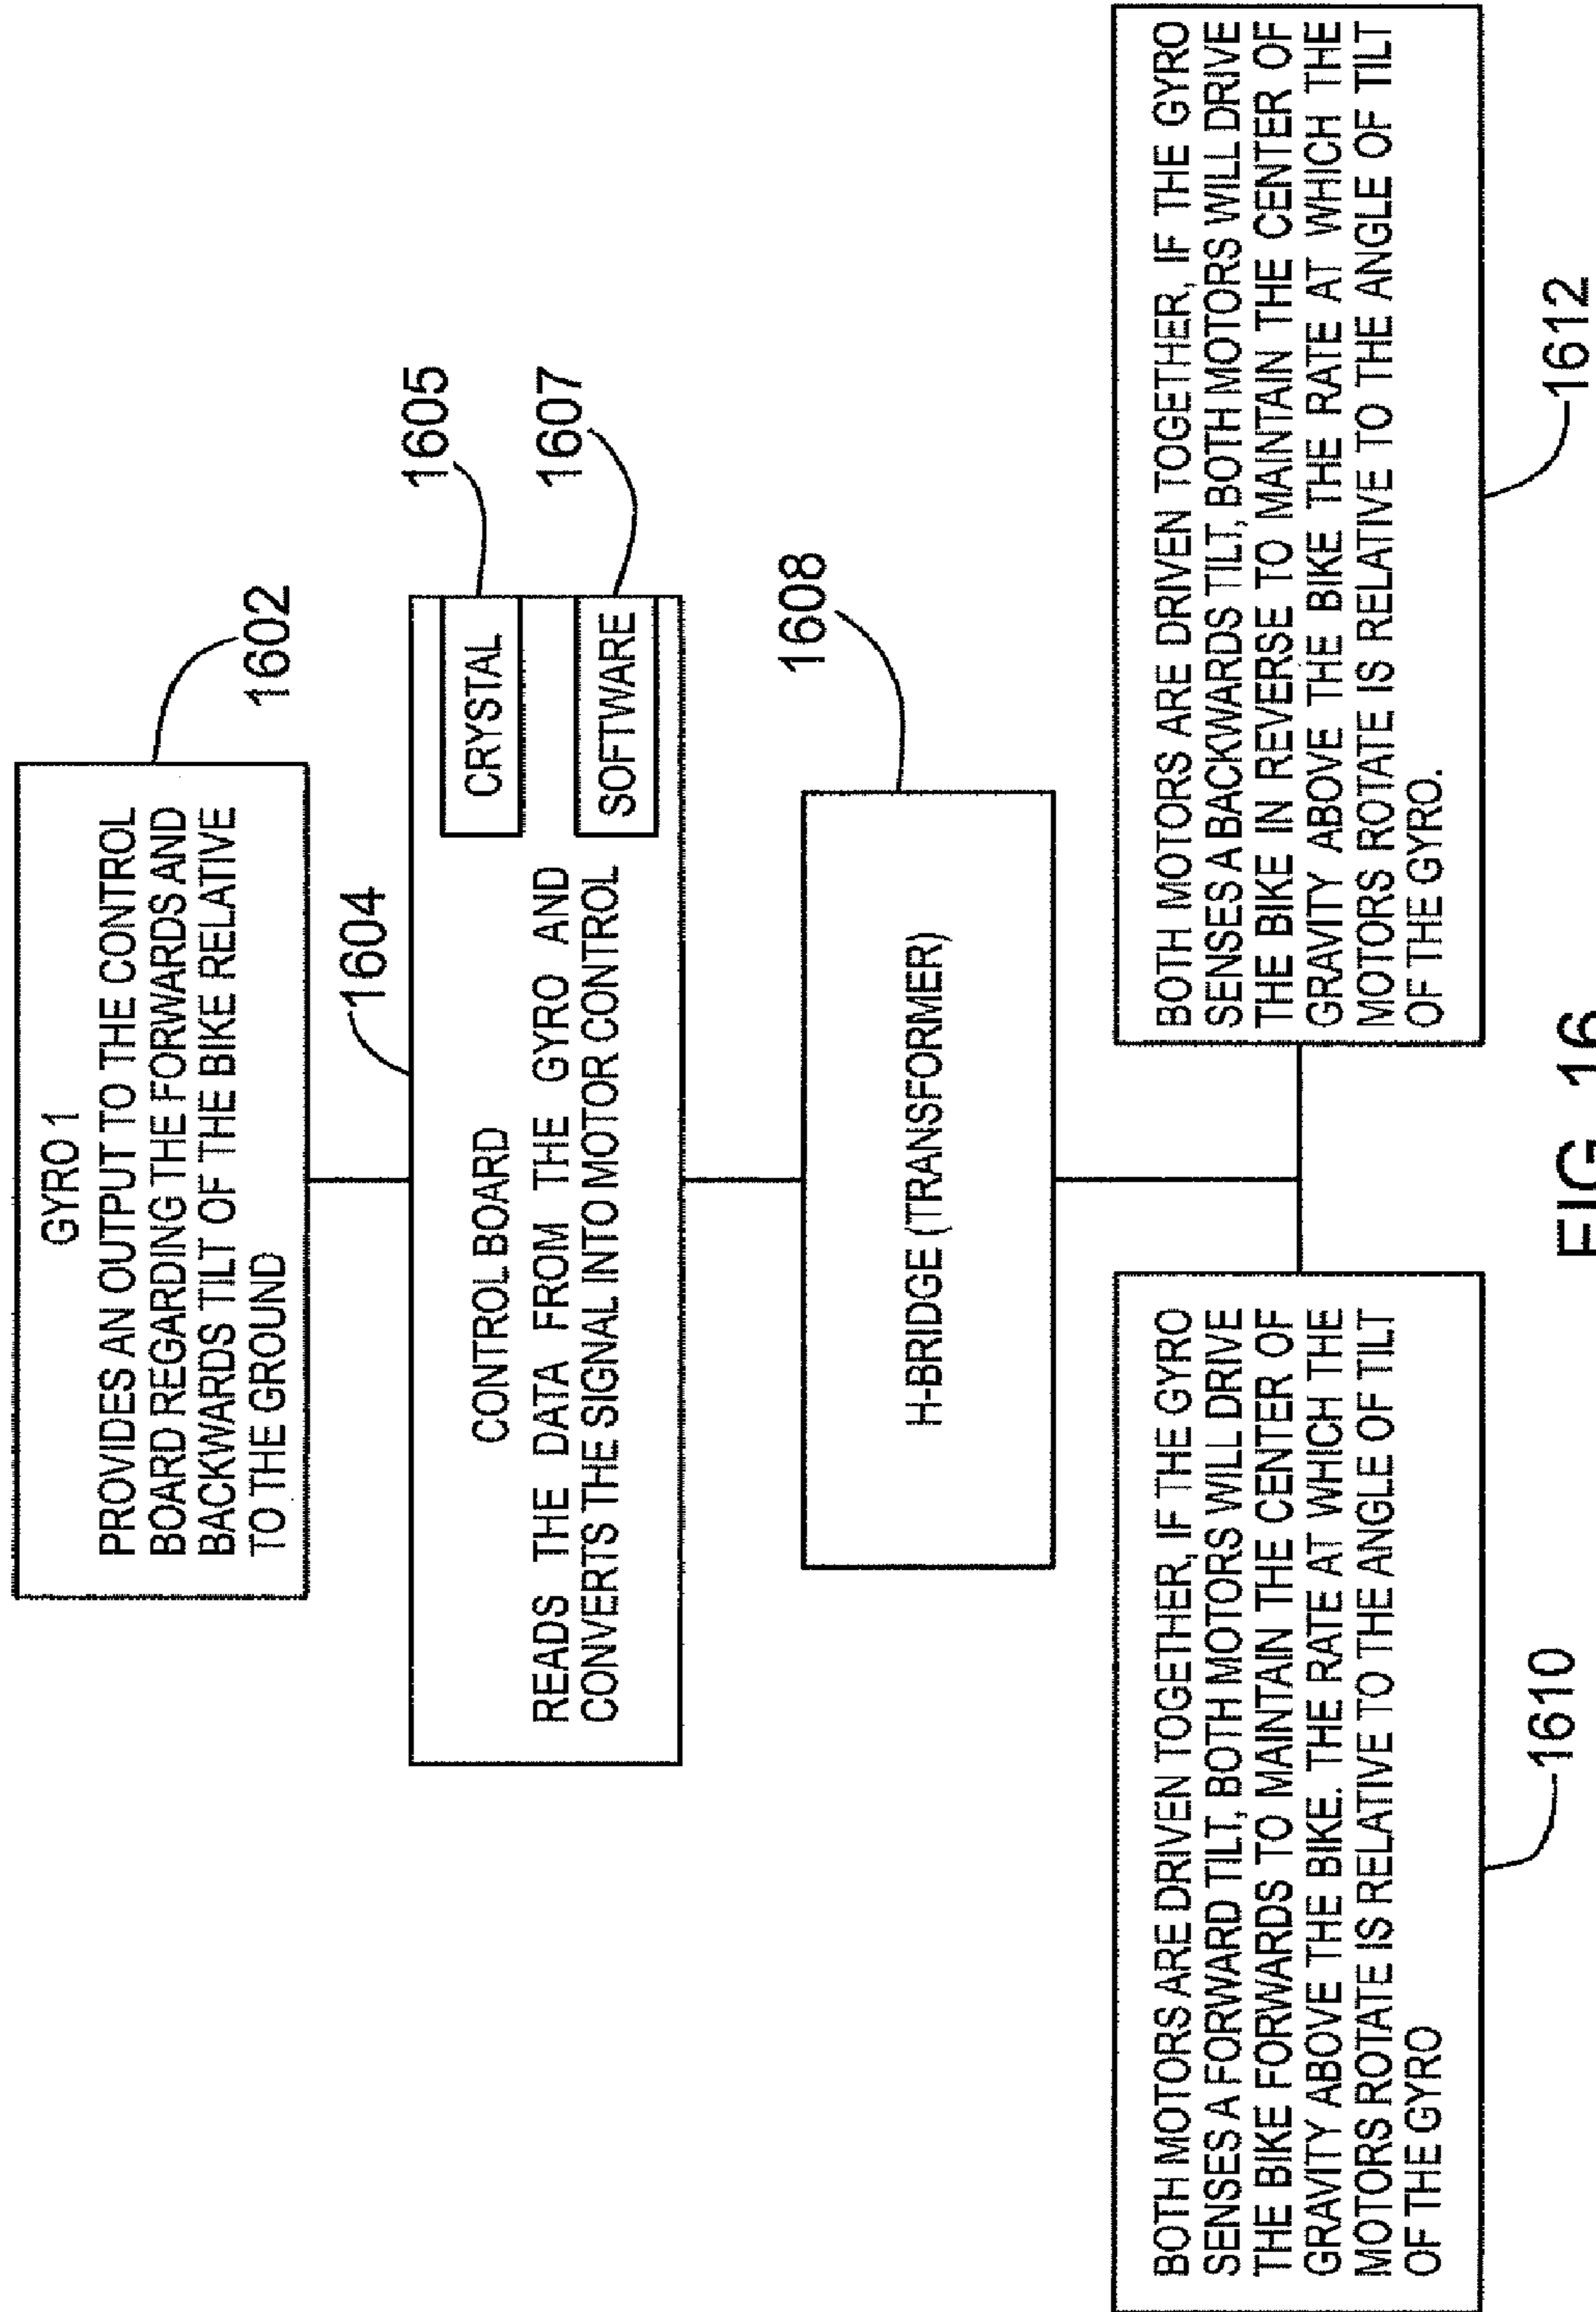 GYRO 1
PROVIDES AN OUTPUT TO THE CONTROL
BOARD REGARDING THE FORWARDS AND
BACKWARDS TILT OF THE BIKE RELATIVE
TO THE GROUND
1602
1604
CONTROL BOARD
READS THE DATA FROM THE GYRO AND
CONVERTS THE SIGNAL INTO MOTOR CONTROL
CRYSTAL
1605
SOFTWARE
1607
H-BRIDGE (TRANSFORMER)
1608
BOTH MOTORS ARE DRIVEN TOGETHER, IF THE GYRO
SENSES A FORWARD TILT, BOTH MOTORS WILL DRIVE
THE BIKE FORWARDS TO MAINTAIN THE CENTER OF
GRAVITY ABOVE THE BIKE. THE RATE AT WHICH THE
MOTORS ROTATE IS RELATIVE TO THE ANGLE OF TILT
OF THE GYRO
1610
BOTH MOTORS ARE DRIVEN TOGETHER, IF THE GYRO
SENSES A BACKWARDS TILT, BOTH MOTORS WILL DRIVE
THE BIKE IN REVERSE TO MAINTAIN THE CENTER OF
GRAVITY ABOVE THE BIKE THE RATE AT WHICH THE
MOTORS ROTATE IS RELATIVE TO THE ANGLE OF TILT
OF THE GYRO.
1612
FIG 16